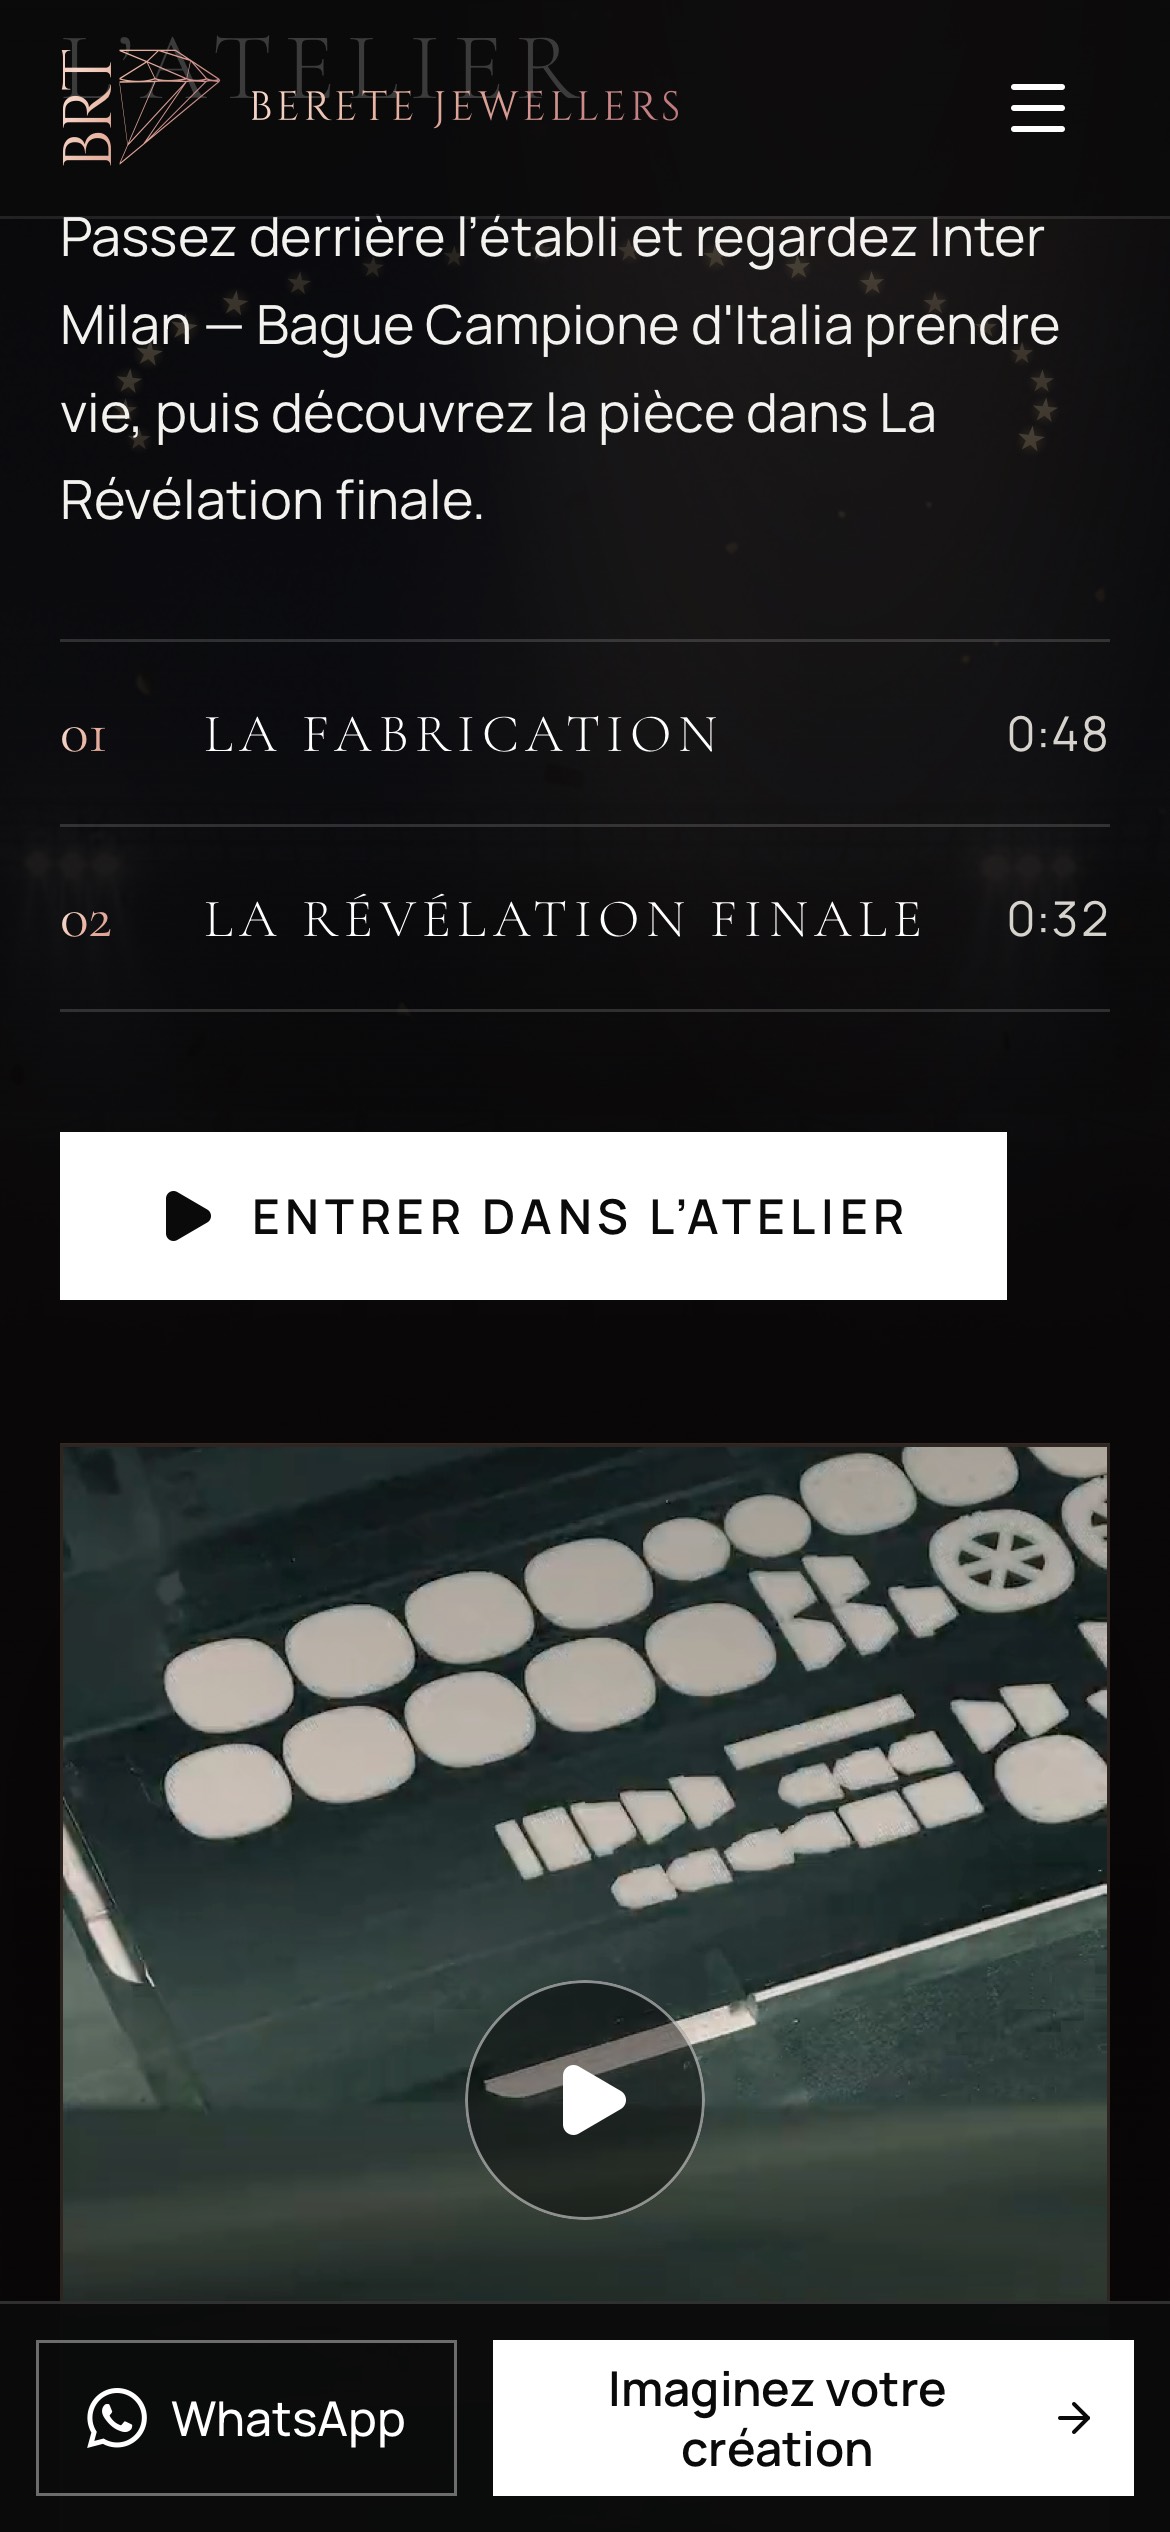 L’ATELIER
BRT
BERETE JEWELLERS
Passez derrière l’établi et regardez Inter
Milan — Bague Campione d'Italia prendre
vie, puis découvrez la pièce dans La
Révélation finale.
01 LA FABRICATION 0:48
02 LA RÉVÉLATION FINALE 0:32
ENTRER DANS L’ATELIER
WhatsApp
Imaginez votre
création